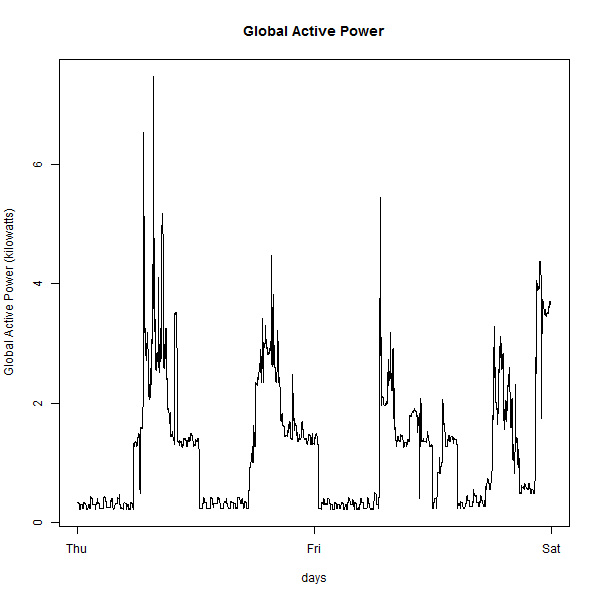 Global Active Power
Global Active Power (kilowatts)
6
4
2
0
Thu Fri Sat
days